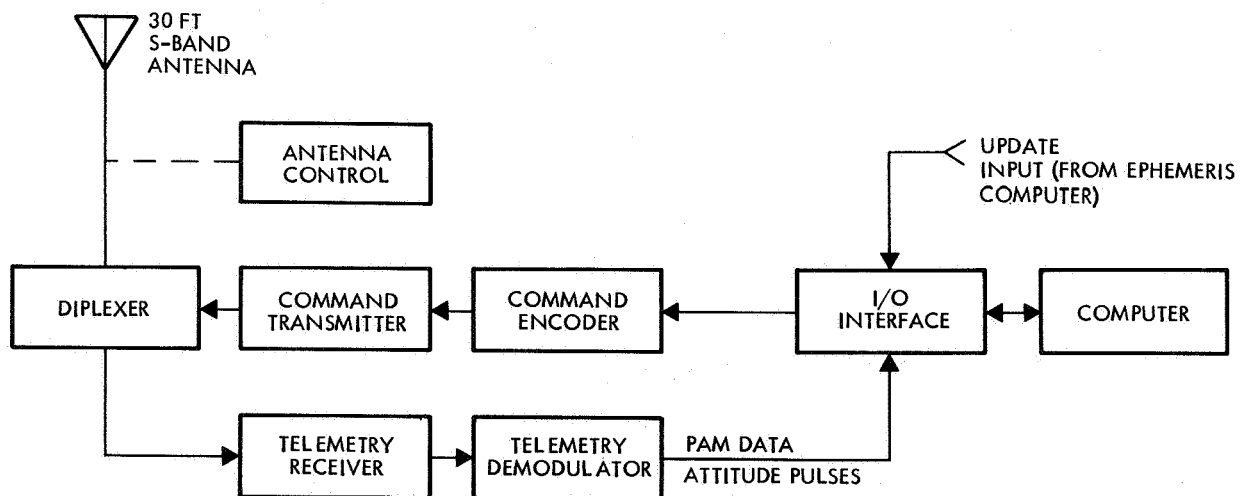 30 FT
S-BAND
ANTENNA
ANTENNA
CONTROL
UPDATE
INPUT (FROM EPHEMERIS
COMPUTER)
DIPLEXER
COMMAND
TRANSMITTER
COMMAND
ENCODER
I/O
INTERFACE
COMPUTER
TELEMETRY
RECEIVER
TELEMETRY
DEMODULATOR
PAM DATA
ATTITUDE PULSES